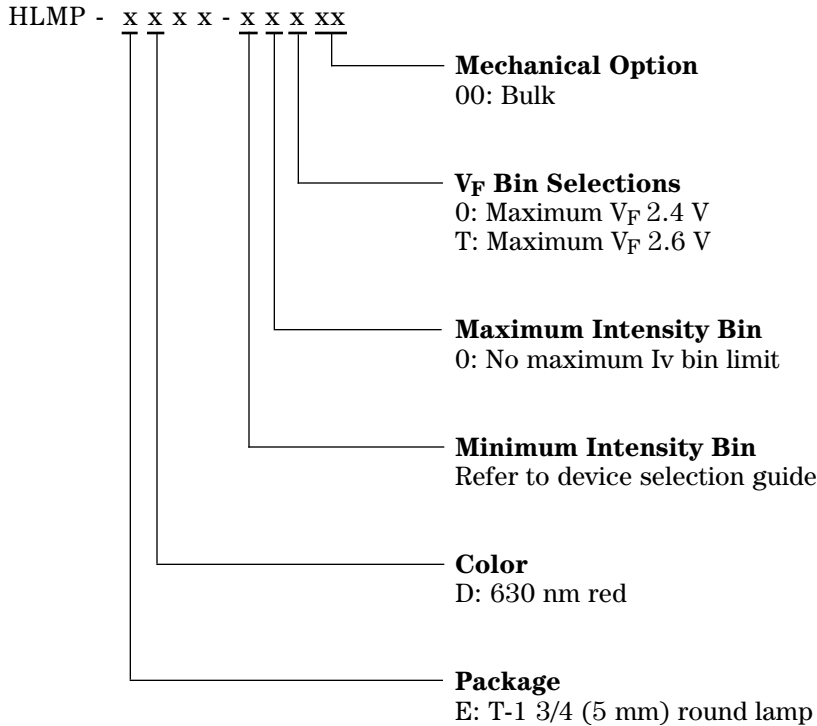 HLMP - x x x x - x x x xx
Mechanical Option
00: Bulk
VF Bin Selections
0: Maximum VF 2.4 V
T: Maximum VF 2.6 V
Maximum Intensity Bin
0: No maximum Iv bin limit
Minimum Intensity Bin
Refer to device selection guide
Color
D: 630 nm red
Package
E: T-1 3/4 (5 mm) round lamp